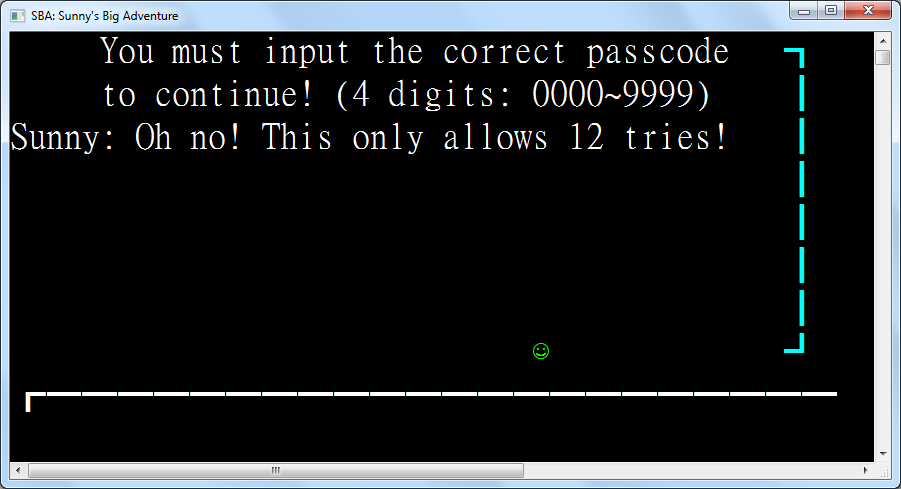 SBA: Sunny's Big Adventure
You must input the correct passcode
to continue! (4 digits: 0000~9999)
Sunny: Oh no! This only allows 12 tries!